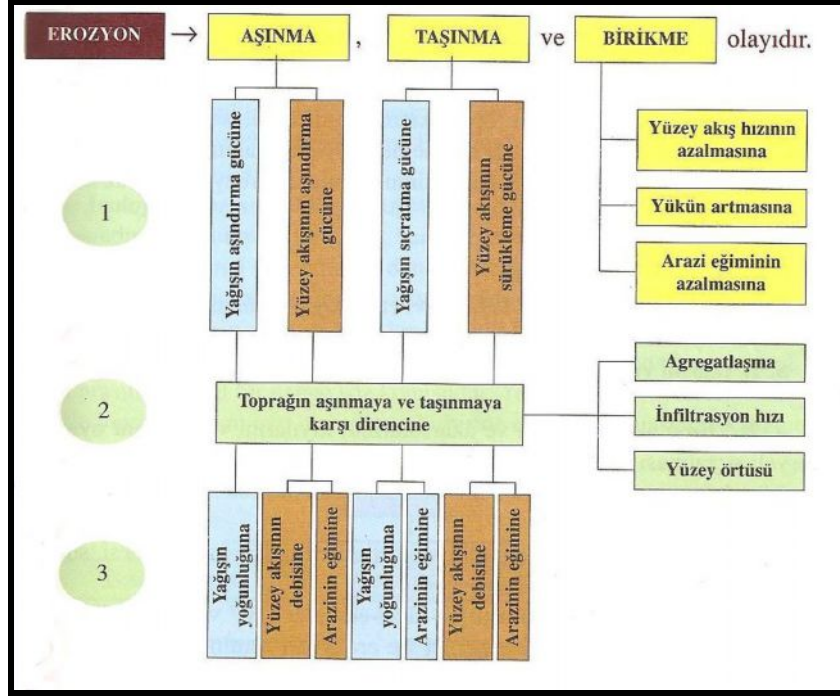 EROZYON → AŞINMA , TAŞINMA ve BİRİKME olayıdır.
1
Yağışın aşındırma gücüne
Yüzey akışının aşındırma
gücüne
Yağışın sıçratma gücüne
Yüzey akışının
sürükleme gücüne
Yüzey akış hızının
azalmasına
Yükün artmasına
Arazi eğiminin
azalmasına
2
Toprağın aşınmaya ve taşınmaya
karşı direncine
Agregatlaşma
İnfiltrasyon hızı
Yüzey örtüsü
3
Yağışın
yoğunluğuna
Yüzey akışının
debisine
Arazinin eğimine
Yağışın
yoğunluğuna
Arazinin eğimine
Yüzey akışının
debisine
Arazinin eğimine